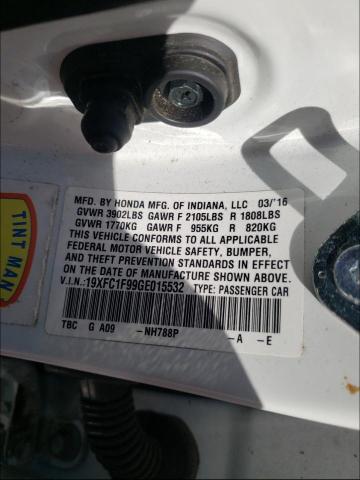 MFD. BY HONDA MFG. OF INDIANA, LLC 03/'16
GVWR 3902LBS GAWR F 2105LBS R 1808LBS
GVWR 1770KG GAWR F 955KG R 820KG
THIS VEHICLE CONFORMS TO ALL APPLICABLE
FEDERAL MOTOR VEHICLE SAFETY, BUMPER,
AND THEFT PREVENTION STANDARDS IN EFFECT
ON THE DATE OF MANUFACTURE SHOWN ABOVE.
V.I.N.:19XFC1F99GE015532 TYPE: PASSENGER CAR
TBC G A09 -NH788P -A -E
TINT MAN